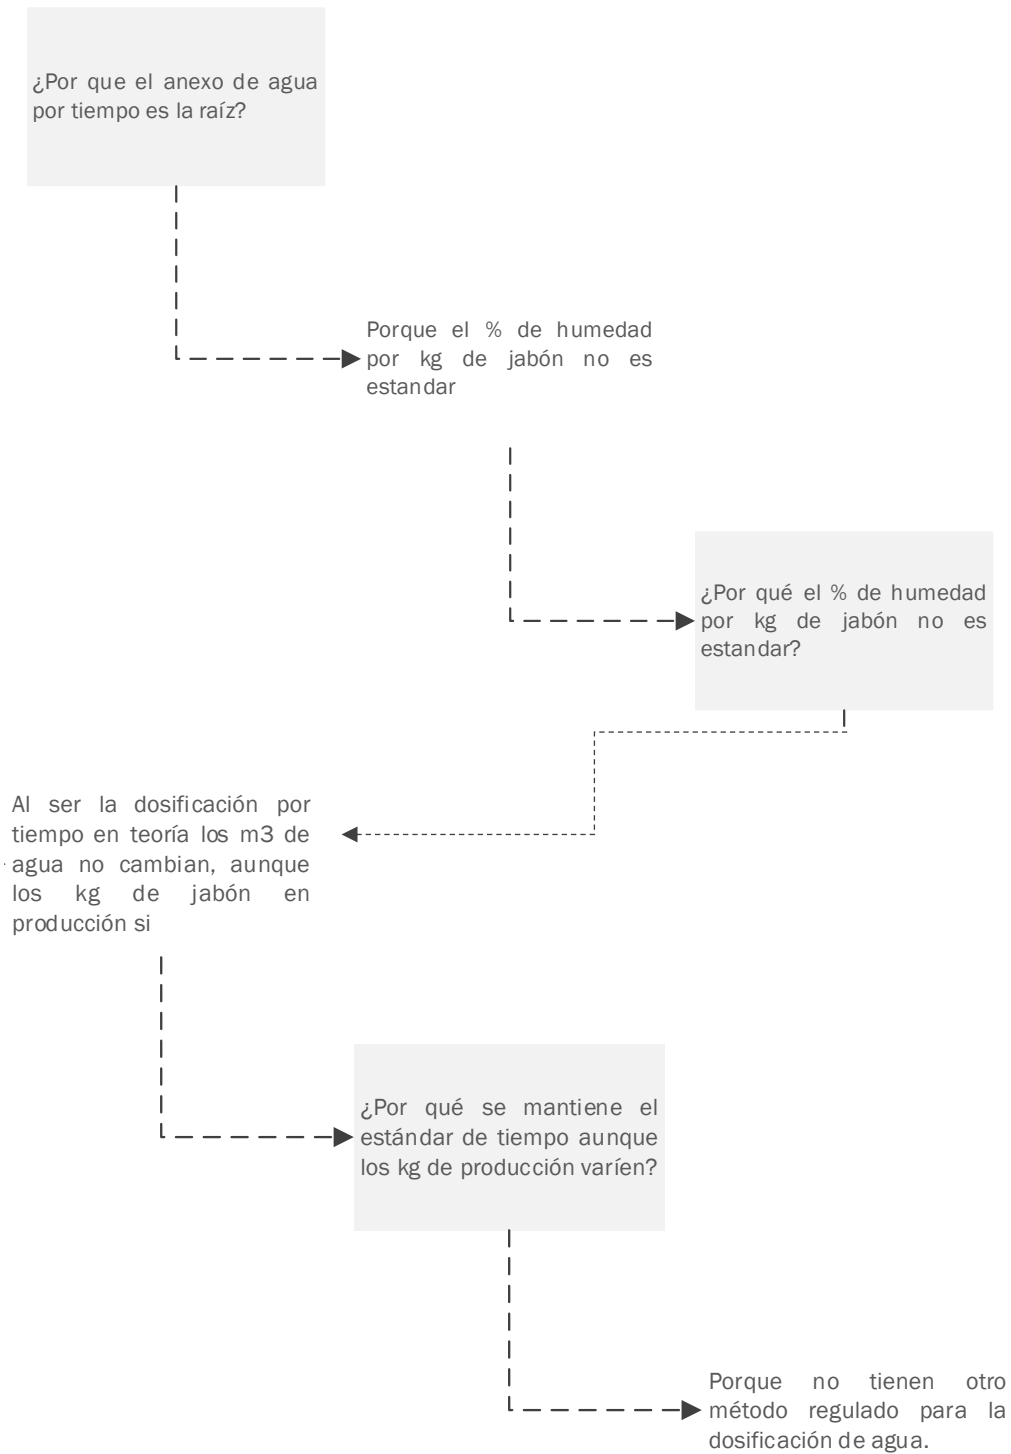 ¿Por que el anexo de agua
por tiempo es la raíz?
Porque el % de humedad
por kg de jabón no es
estandar
¿Por qué el % de humedad
por kg de jabón no es
estandar?
Al ser la dosificación por
tiempo en teoría los m3 de
agua no cambian, aunque
los kg de jabón en
producción si
¿Por qué se mantiene el
estándar de tiempo aunque
los kg de producción varíen?
Porque no tienen otro
método regulado para la
dosificación de agua.